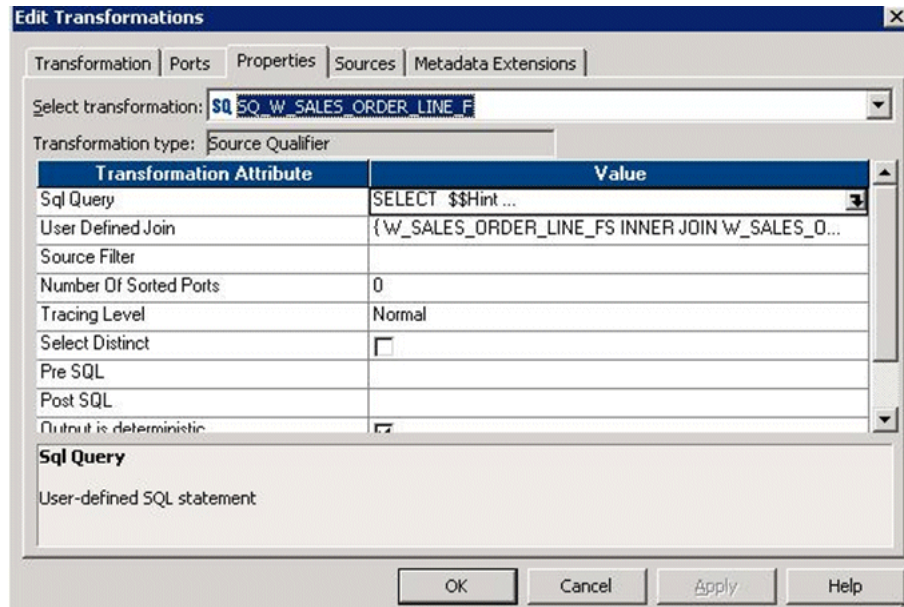 Edit Transformations
Transformation Ports Properties Sources Metadata Extensions
Select transformation: SQ SQ_W_SALES_ORDER_LINE_F
Transformation type: Source Qualifier
Transformation Attribute Value
Sql Query SELECT $$Hint ...
User Defined Join { W_SALES_ORDER_LINE_FS INNER JOIN W_SALES_O...
Source Filter
Number Of Sorted Ports 0
Tracing Level Normal
Select Distinct
Pre SQL
Post SQL
Output is deterministic
Sql Query
User-defined SQL statement
OK Cancel Apply Help